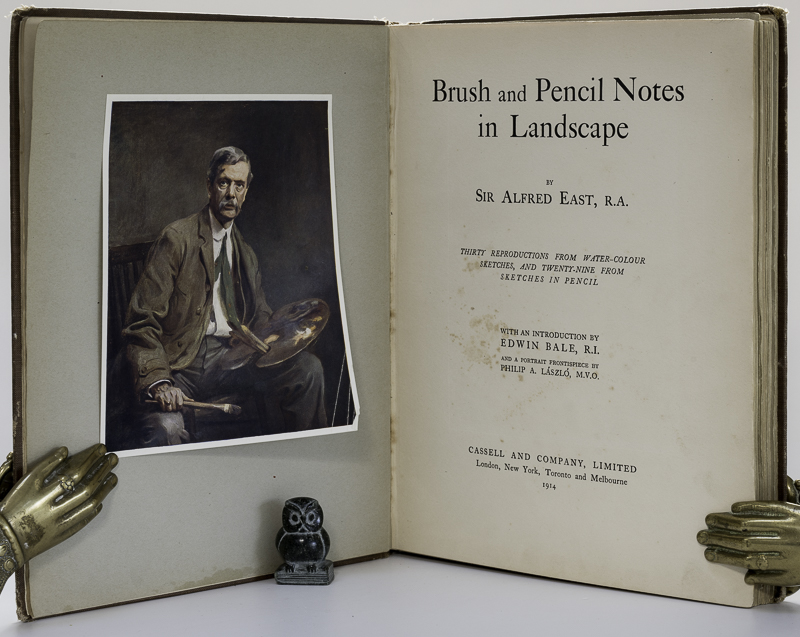 Brush and Pencil Notes
in Landscape
BY
SIR ALFRED EAST, R.A.
THIRTY REPRODUCTIONS FROM WATER-COLOUR
SKETCHES, AND TWENTY-NINE FROM
SKETCHES IN PENCIL
WITH AN INTRODUCTION BY
EDWIN BALE, R.I.
AND A PORTRAIT FRONTISPIECE BY
PHILIP A. LÁSZLÓ, M.V.O.
CASSELL AND COMPANY, LIMITED
London, New York, Toronto and Melbourne
1914